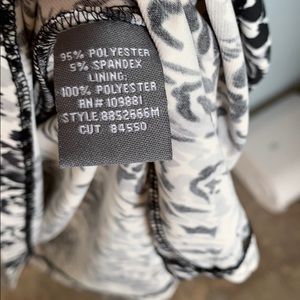 95% POLYESTER
5% SPANDEX
LINING:
100% POLYESTER
RN# 109881
STYLE:8852666M
CUT 84550